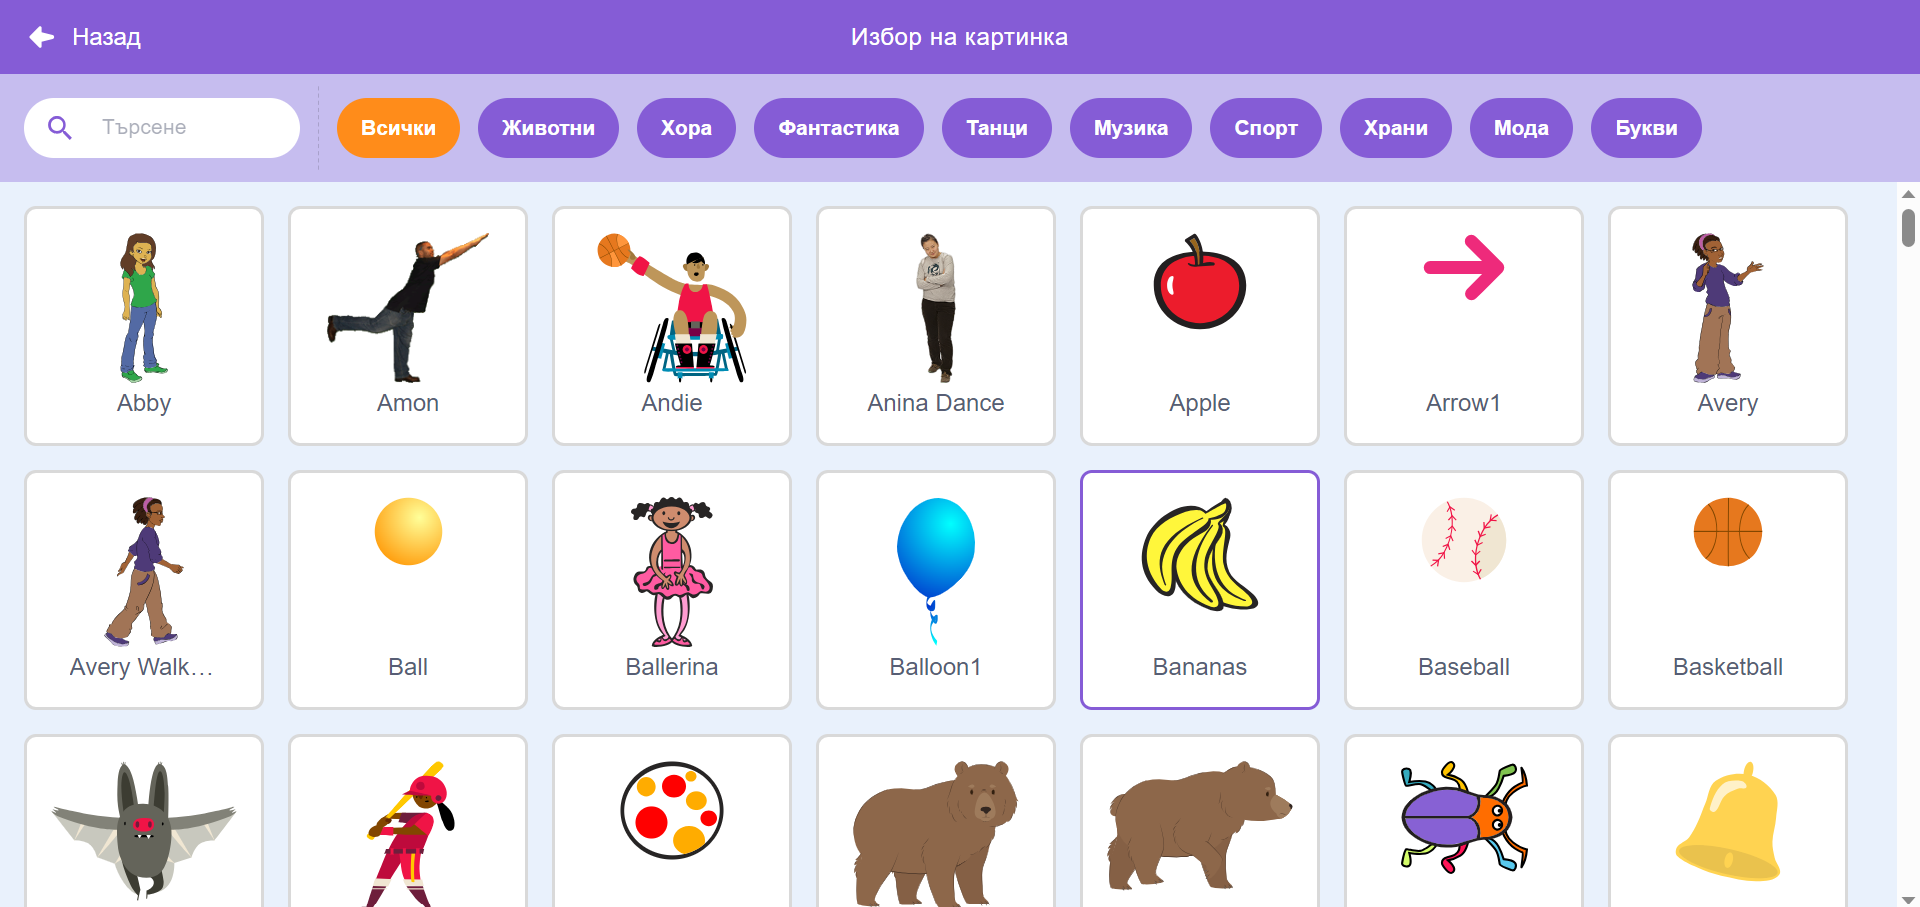 Назад
Избор на картинка
Търсене
Всички
Животни
Хора
Фантастика
Танци
Музика
Спорт
Храни
Мода
Букви
Abby
Amon
Andie
Anina Dance
Apple
Arrow1
Avery
Avery Walk…
Ball
Ballerina
Balloon1
Bananas
Baseball
Basketball